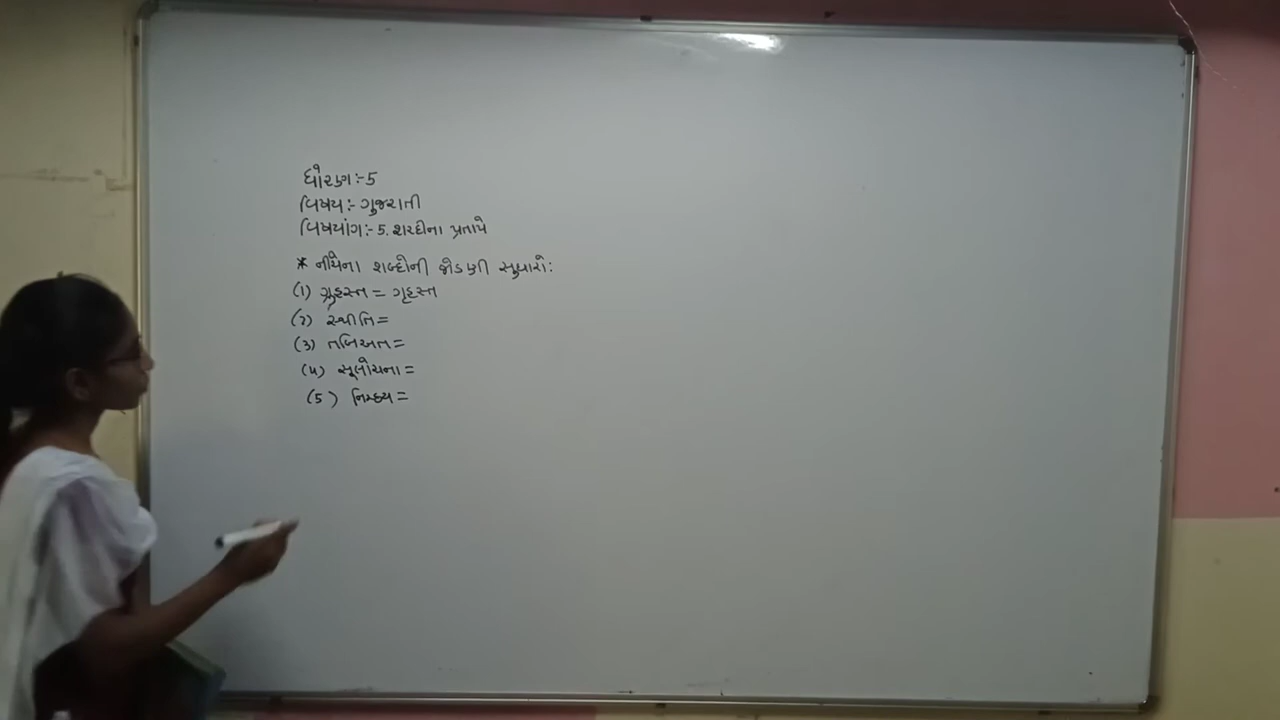 ધોરણ:-5
વિષય:- ગુજરાતી
વિષયાંગ:-5. શરદીના પ્રતાપે
* નીચેના શબ્દોની જોડણી સુધારો:
(1) ગ્રુહસ્ત = ગૃહસ્ત
(2) સ્થીતિ =
(3) તબિઅત =
(4) સૂલોચના =
(5) નિશ્ચય =